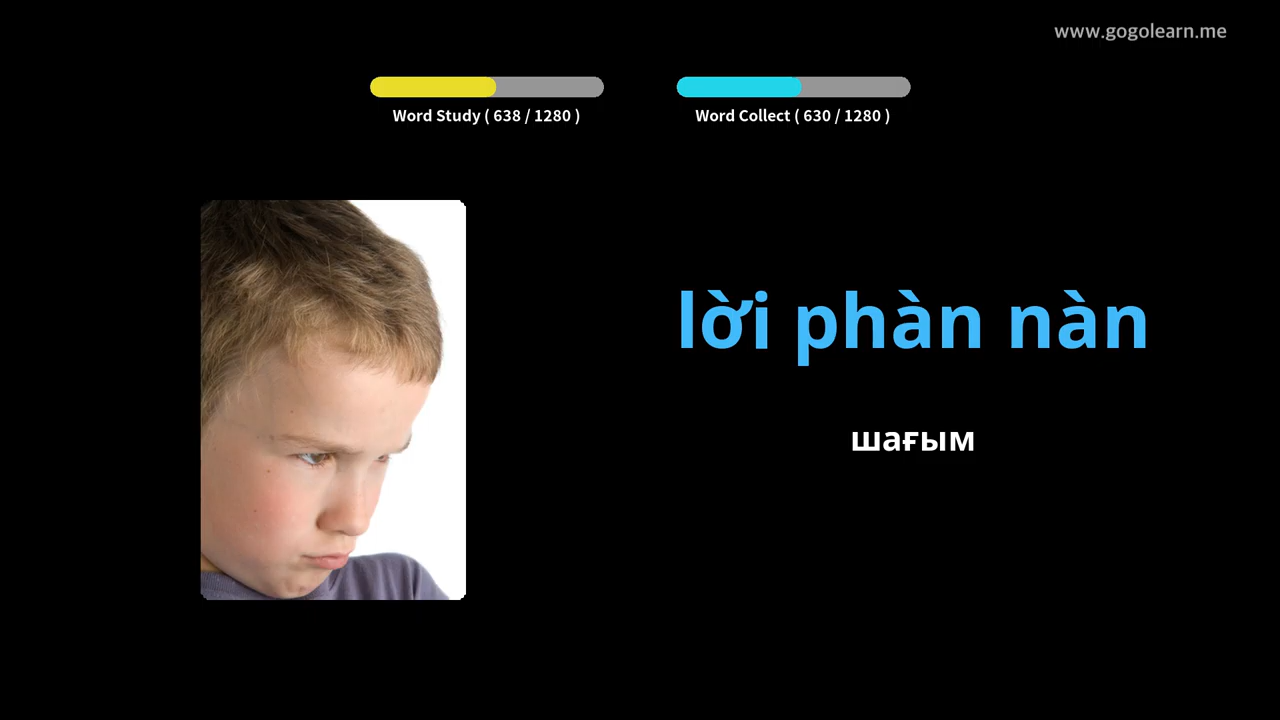 www.gogolearn.me
Word Study ( 638 / 1280 )
Word Collect ( 630 / 1280 )
lời phàn nàn
шағым